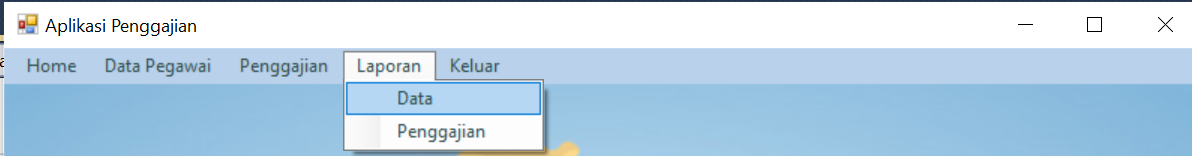 Aplikasi Penggajian
Home Data Pegawai Penggajian Laporan Keluar
Data
Penggajian